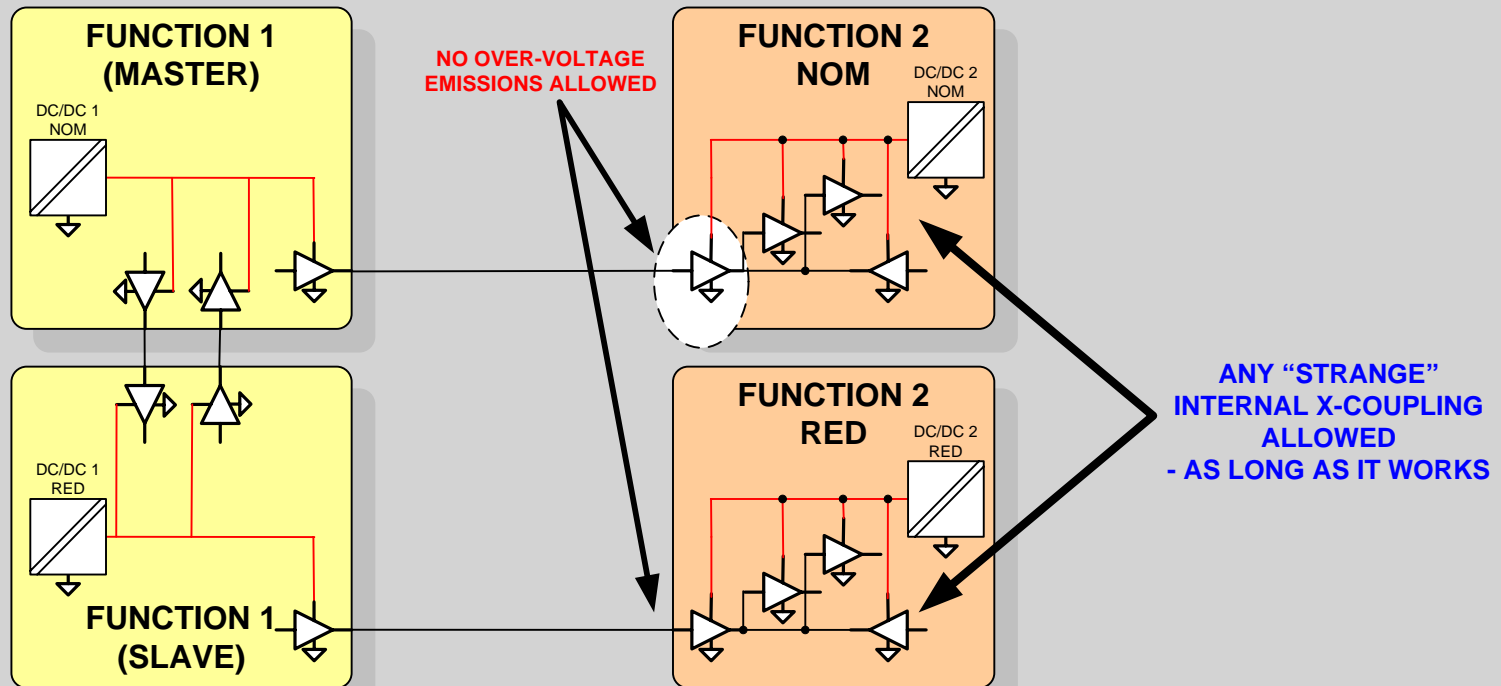 FUNCTION 1
(MASTER)
DC/DC 1
NOM
NO OVER-VOLTAGE
EMISSIONS ALLOWED
FUNCTION 2
NOM
DC/DC 2
NOM
DC/DC 1
RED
FUNCTION 1
(SLAVE)
FUNCTION 2
RED
DC/DC 2
RED
ANY “STRANGE”
INTERNAL X-COUPLING
ALLOWED
- AS LONG AS IT WORKS